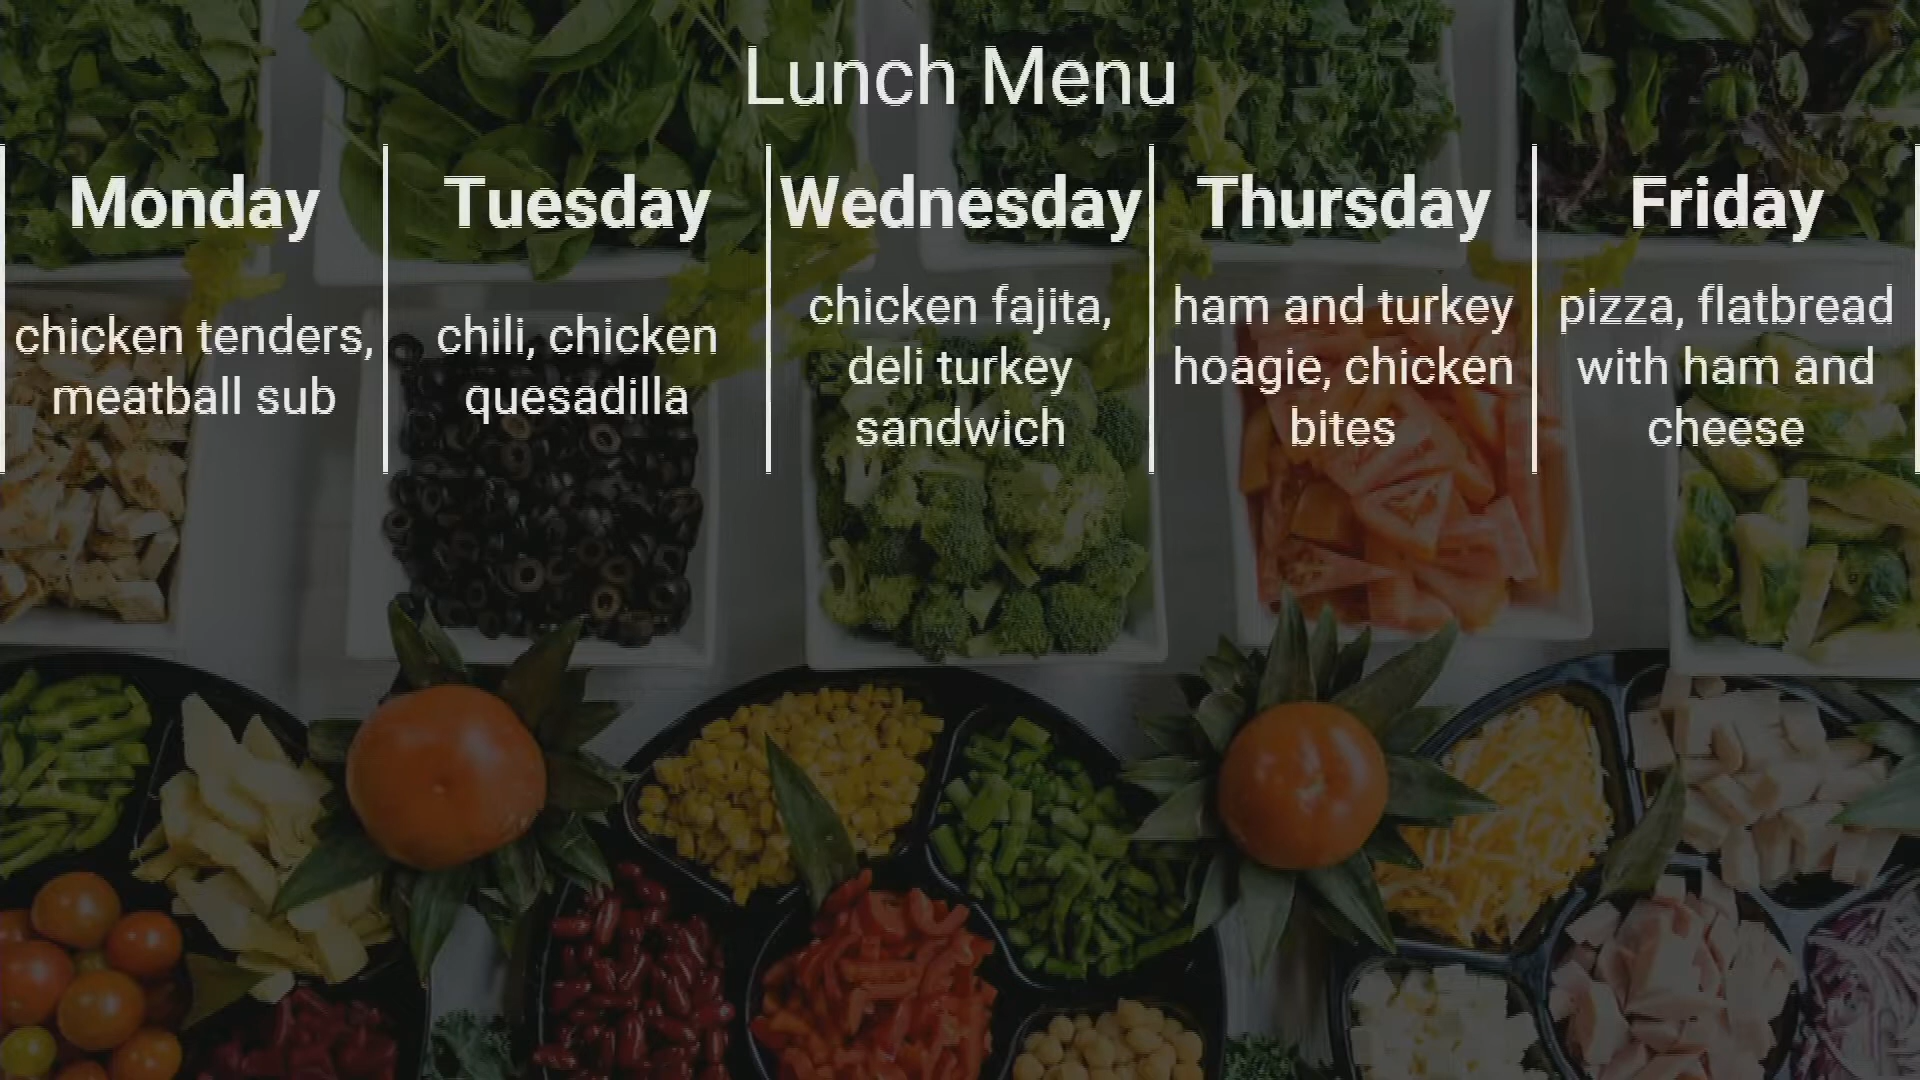 Lunch Menu
Monday
chicken tenders,
meatball sub
Tuesday
chili, chicken
quesadilla
Wednesday
chicken fajita,
deli turkey
sandwich
Thursday
ham and turkey
hoagie, chicken
bites
Friday
pizza, flatbread
with ham and
cheese